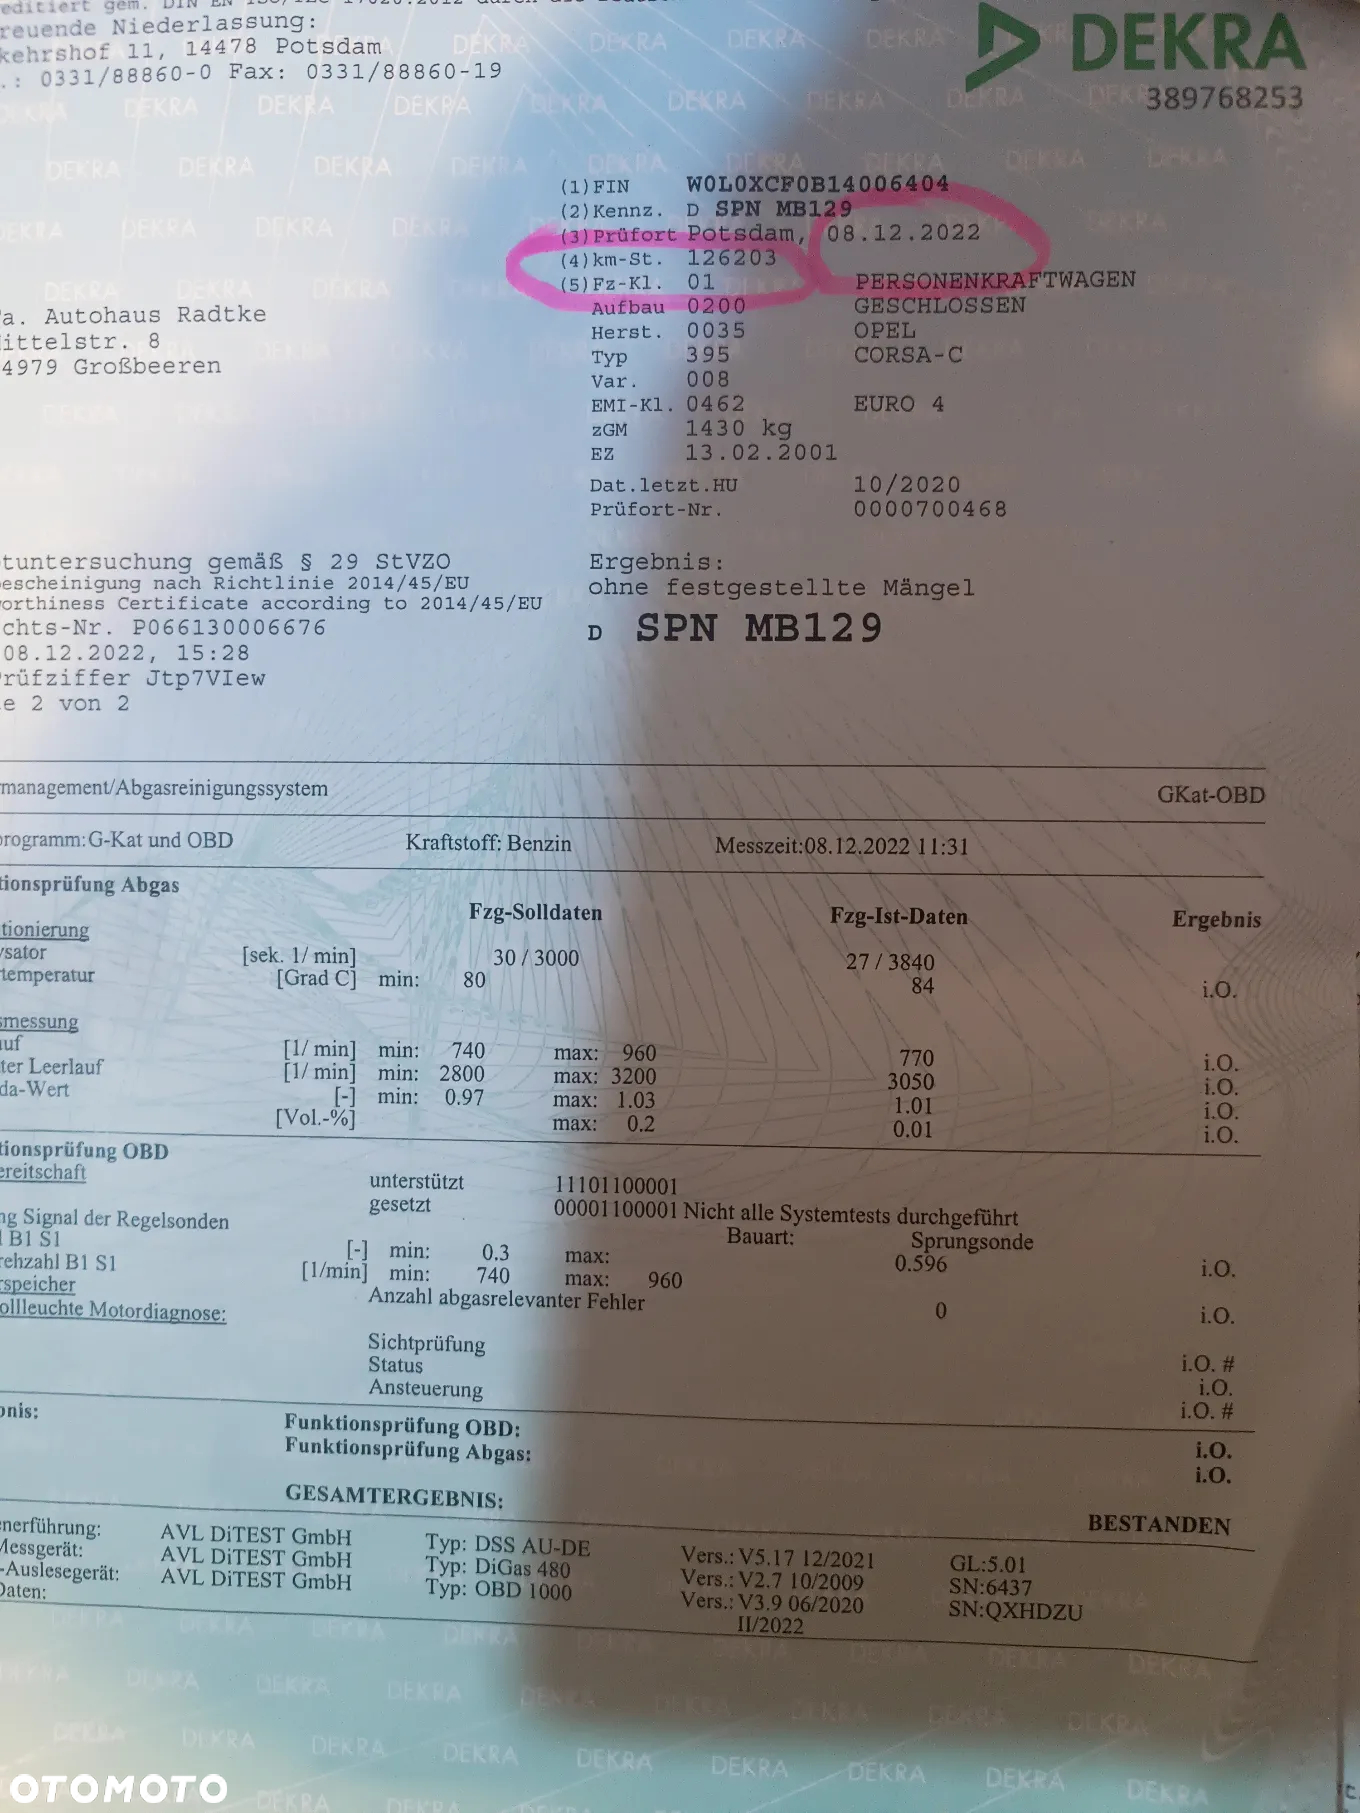 reuende Niederlassung:
kehrshof 11, 14478 Potsdam
.: 0331/88860-0 Fax: 0331/88860-19
DEKRA
389768253
(1)FIN W0L0XCF0B14006404
(2)Kennz. D SPN MB129
(3)Prüfort Potsdam, 08.12.2022
(4)km-St. 126203
(5)Fz-Kl. 01 PERSONENKRAFTWAGEN
Aufbau 0200 GESCHLOSSEN
Herst. 0035 OPEL
Typ 395 CORSA-C
Var. 008
EMI-Kl. 0462 EURO 4
zGM 1430 kg
EZ 13.02.2001
Dat.letzt.HU 10/2020
Prüfort-Nr. 0000700468
a. Autohaus Radtke
ittelstr. 8
4979 Großbeeren
tuntersuchung gemäß § 29 StVZO
escheinigung nach Richtlinie 2014/45/EU
orthiness Certificate according to 2014/45/EU
chts-Nr. P066130006676
08.12.2022, 15:28
rüfziffer Jtp7VIew
e 2 von 2
Ergebnis:
ohne festgestellte Mängel
D SPN MB129
management/Abgasreinigungssystem GKat-OBD
programm:G-Kat und OBD Kraftstoff: Benzin Messzeit:08.12.2022 11:31
tionsprüfung Abgas
Fzg-Solldaten Fzg-Ist-Daten Ergebnis
tionierung
ysator [sek. 1/ min] 30 / 3000 27 / 3840
temperatur [Grad C] min: 80 84 i.O.
smessung
uf [1/ min] min: 740 max: 960 770 i.O.
ter Leerlauf [1/ min] min: 2800 max: 3200 3050 i.O.
da-Wert [-] min: 0.97 max: 1.03 1.01 i.O.
[Vol.-%] max: 0.2 0.01 i.O.
tionsprüfung OBD
ereitschaft
unterstützt 11101100001
gesetzt 00001100001 Nicht alle Systemtests durchgeführt
ng Signal der Regelsonden Bauart: Sprungsonde
B1 S1 [-] min: 0.3 max: 0.596 i.O.
rehzahl B1 S1 [1/min] min: 740 max: 960
rspeicher Anzahl abgasrelevanter Fehler 0 i.O.
ollleuchte Motordiagnose:
Sichtprüfung i.O. #
Status i.O.
Ansteuerung i.O. #
bnis:
Funktionsprüfung OBD: i.O.
Funktionsprüfung Abgas: i.O.
GESAMTERGEBNIS: BESTANDEN
nerführung: AVL DiTEST GmbH Typ: DSS AU-DE Vers.: V5.17 12/2021 GL:5.01
Messgerät: AVL DiTEST GmbH Typ: DiGas 480 Vers.: V2.7 10/2009 SN:6437
-Auslesegerät: AVL DiTEST GmbH Typ: OBD 1000 Vers.: V3.9 06/2020 SN:QXHDZU
Daten: II/2022
OTOMOTO